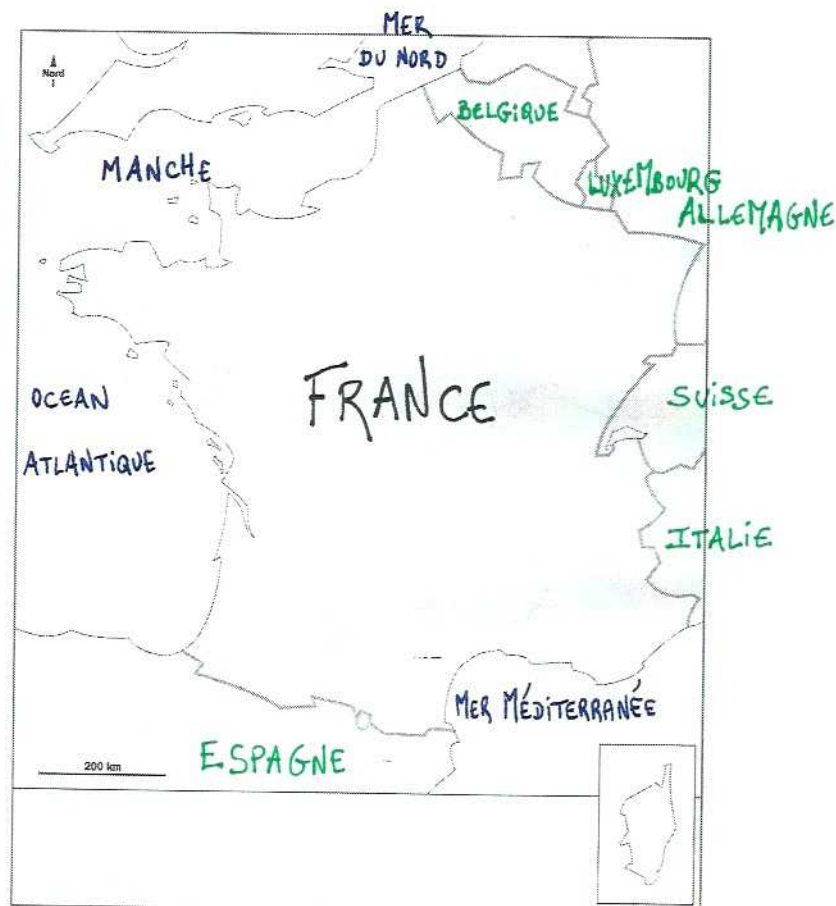 MER
DU NORD
Nord
BELGIQUE
MANCHE
LUXEMBOURG
ALLEMAGNE
FRANCE
SUISSE
OCEAN
ATLANTIQUE
ITALIE
MER MÉDITERRANÉE
ESPAGNE
200 km